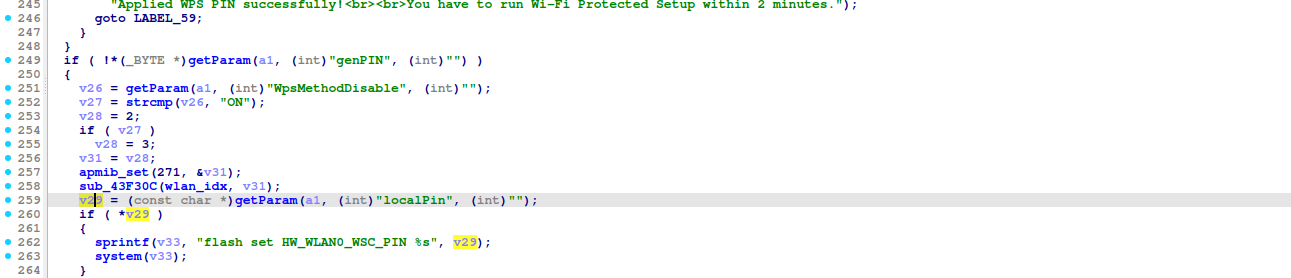 245 "Applied WPS PIN successfully!<br><br>You have to run Wi-Fi Protected Setup within 2 minutes.");
246 goto LABEL_59;
247 }
248 }
249 if ( !*(_BYTE *)getParam(a1, (int)"genPIN", (int)"") )
250 {
251 v26 = getParam(a1, (int)"WpsMethodDisable", (int)"");
252 v27 = strcmp(v26, "ON");
253 v28 = 2;
254 if ( v27 )
255 v28 = 3;
256 v31 = v28;
257 apmib_set(271, &v31);
258 sub_43F30C(wlan_idx, v31);
259 v29 = (const char *)getParam(a1, (int)"localPin", (int)"");
260 if ( *v29 )
261 {
262 sprintf(v33, "flash set HW_WLAN0_WSC_PIN %s", v29);
263 system(v33);
264 }